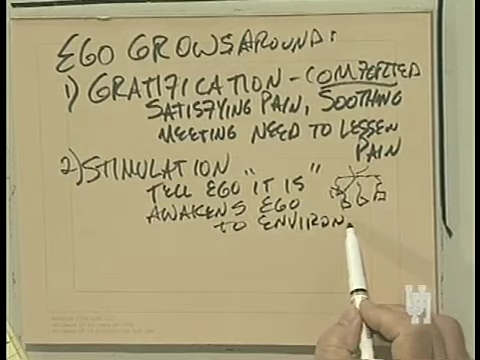 EGO GROWS AROUND:
1) GRATIFICATION - COMFORTED
SATISFYING PAIN, SOOTHING
MEETING NEED TO LESSEN
PAIN
2) STIMULATION
TELL EGO "IT IS"
AWAKENS EGO
TO ENVIRON
UH